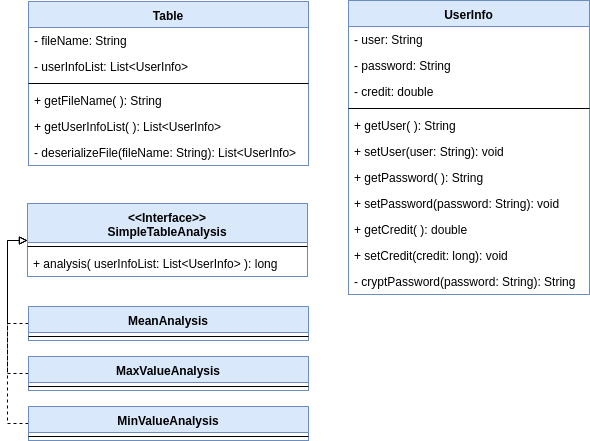 Table
- fileName: String
- userInfoList: List<UserInfo>
+ getFileName( ): String
+ getUserInfoList( ): List<UserInfo>
- deserializeFile(fileName: String): List<UserInfo>
UserInfo
- user: String
- password: String
- credit: double
+ getUser( ): String
+ setUser(user: String): void
+ getPassword( ): String
+ setPassword(password: String): void
+ getCredit( ): double
+ setCredit(credit: long): void
- cryptPassword(password: String): String
<<Interface>>
SimpleTableAnalysis
+ analysis( userInfoList: List<UserInfo> ): long
MeanAnalysis
MaxValueAnalysis
MinValueAnalysis